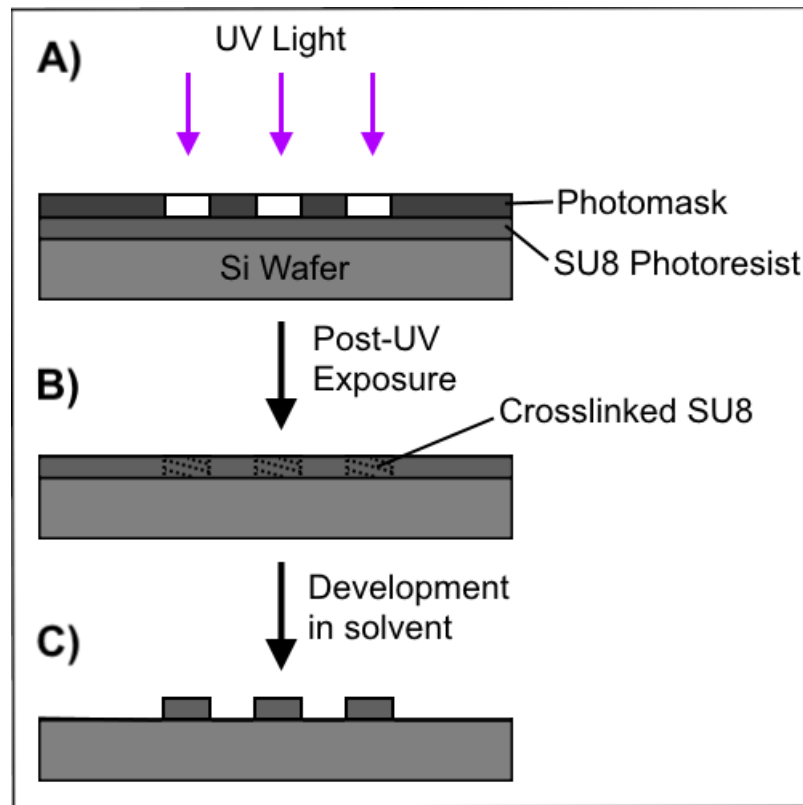 A)
UV Light
Photomask
SU8 Photoresist
Si Wafer
Post-UV
Exposure
B)
Crosslinked SU8
Development
in solvent
C)